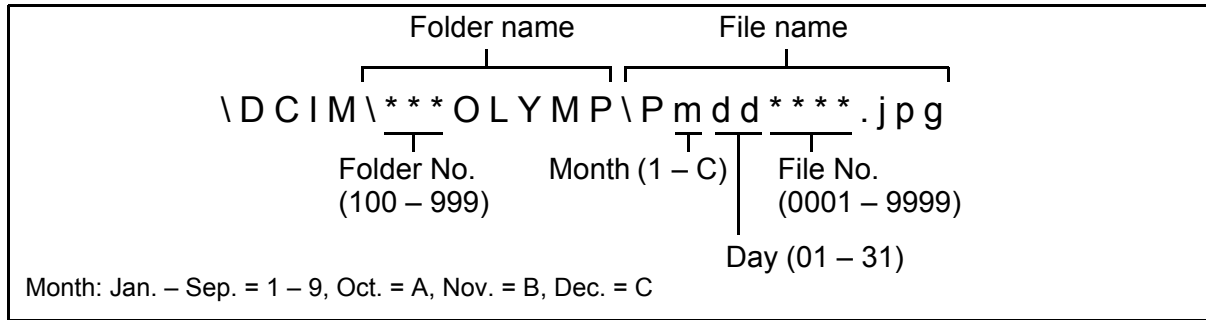 Folder name File name
\DCIM\***OLYMP\Pmdd****.jpg
Folder No. Month (1 – C) File No.
(100 – 999) (0001 – 9999)
Day (01 – 31)
Month: Jan. – Sep. = 1 – 9, Oct. = A, Nov. = B, Dec. = C